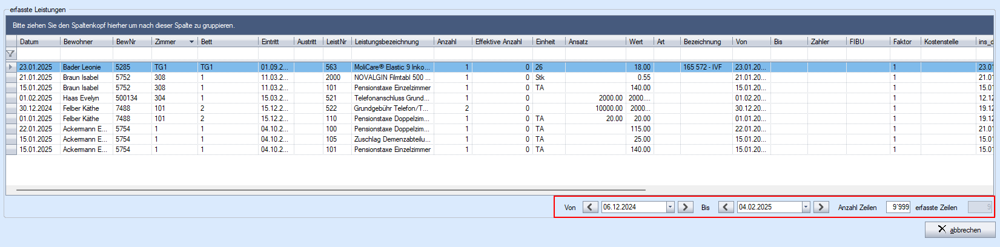 erfasste Leistungen
Bitte ziehen Sie den Spaltenkopf hierher um nach dieser Spalte zu gruppieren.
Datum Bewohner BewNr Zimmer Bett Eintritt Austritt LeistNr Leistungsbezeichnung Anzahl Effektive Anzahl Einheit Ansatz Wert Art Bezeichnung Von Bis Zahler FIBU Faktor Kostenstelle ins_d
23.01.2025 Bader Leonie 5285 TG1 TG1 01.09.2... 563 MoliCare® Elastic 9 Inko... 1 0 26 18.00 165 572 - IVF 23.01.20... 1 23.01
21.01.2025 Braun Isabel 5752 308 1 11.03.2... 2000 NOVALGIN Filmtabl 500 ... 1 0 Stk 0.55 21.01.20... 1 21.01
15.01.2025 Braun Isabel 5752 308 1 11.03.2... 101 Pensionstaxe Einzelzimmer 1 0 TA 140.00 15.01.20... 1 15.01
01.02.2025 Haas Evelyn 500134 304 1 15.03.2... 521 Telefonanschluss Grund... 1 0 2000.00 2000.... 01.02.20... 1 12.12
30.12.2024 Felber Käthe 7488 101 2 15.12.2... 522 Grundgebühr Telefon/T... 2 0 10000.00 2000... 30.12.20... 1 19.12
01.01.2025 Felber Käthe 7488 101 2 15.12.2... 110 Pensionstaxe Doppelzim... 1 0 TA 20.00 20.00 01.01.20... 1 19.12
22.01.2025 Ackermann E... 5754 1 1 04.10.2... 100 Pensionstaxe Doppelzim... 1 0 TA 115.00 22.01.20... 1 21.01
15.01.2025 Ackermann E... 5754 1 1 04.10.2... 105 Zuschlag Demenzabteilu... 1 0 TA 25.00 15.01.20... 1 15.01
15.01.2025 Ackermann E... 5754 1 1 04.10.2... 101 Pensionstaxe Einzelzimmer 1 0 TA 140.00 15.01.20... 1 15.01
Von 06.12.2024 Bis 04.02.2025 Anzahl Zeilen 9'999 erfasste Zeilen 9
abbrechen